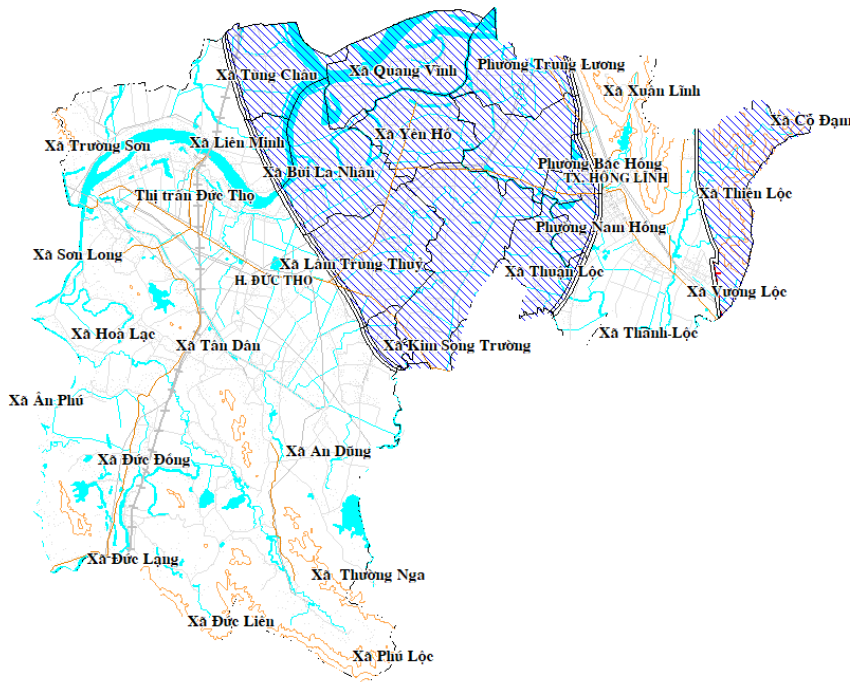 Xã Tùng Châu
Xã Quang Vĩnh
Phường Trung Lương
Xã Xuân Lĩnh
Xã Cổ Đạm
Xã Yên Hồ
Xã Trường Sơn
Xã Liên Minh
Xã Bùi La Nhân
Phường Bắc Hồng
TX. HỒNG LĨNH
Thị trấn Đức Thọ
Xã Thiên Lộc
Phường Nam Hồng
Xã Sơn Long
Xã Lâm Trung Thuỷ
H. ĐỨC THỌ
Xã Thuận Lộc
Xã Vượng Lộc
Xã Hoà Lạc
Xã Tân Dân
Xã Kim Song Trường
Xã Thanh Lộc
Xã Ân Phú
Xã Đức Đồng
Xã An Dũng
Xã Đức Lạng
Xã Thường Nga
Xã Đức Liên
Xã Phú Lộc